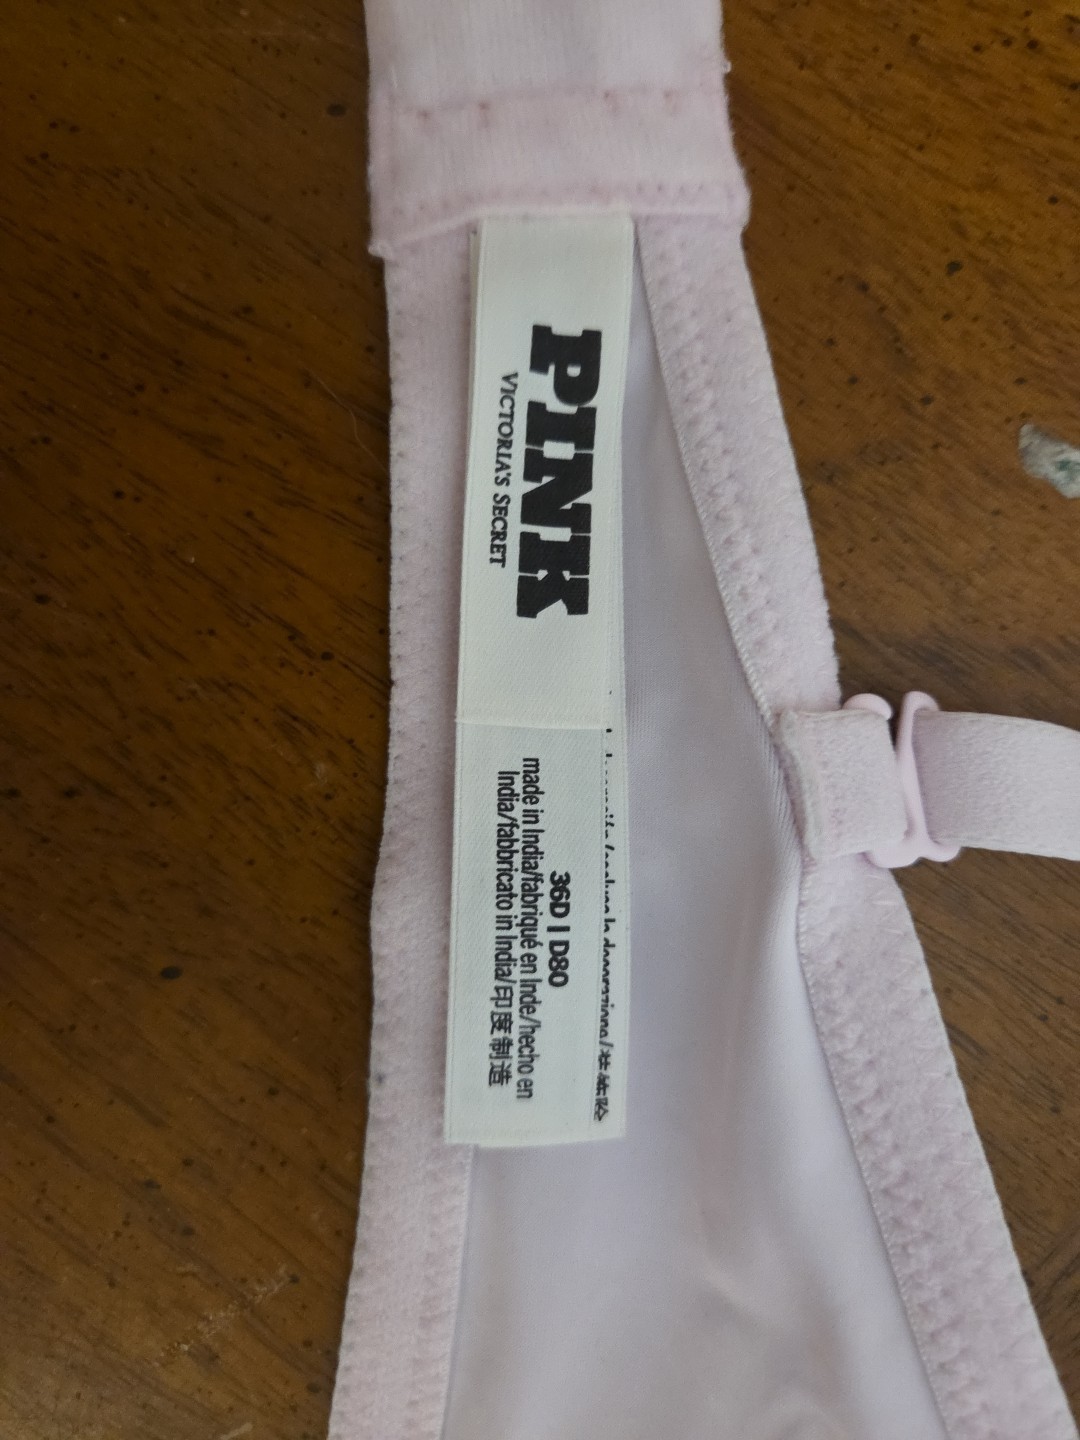 PINK
VICTORIA'S SECRET
36D | D80
made in India/fabriqué en Inde/hecho en
India/fabbricato in India/印度制造